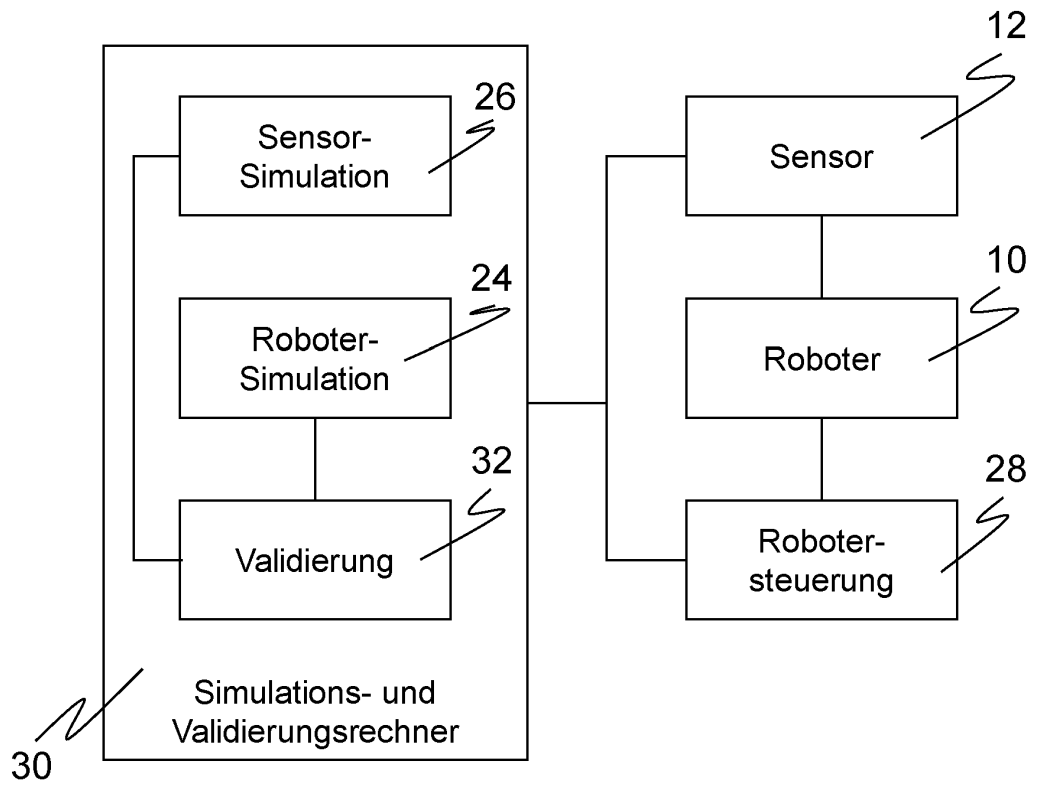 12
26
Sensor-
Simulation
Sensor
24
10
Roboter-
Simulation
Roboter
32
28
Validierung
Roboter-
steuerung
Simulations- und
Validierungsrechner
30